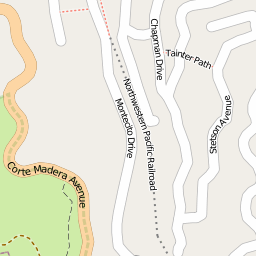 Chapman Drive
Tainter Path
Northwestern Pacific Railroad
Montecito Drive
Stetson Avenue
Corte Madera Avenue